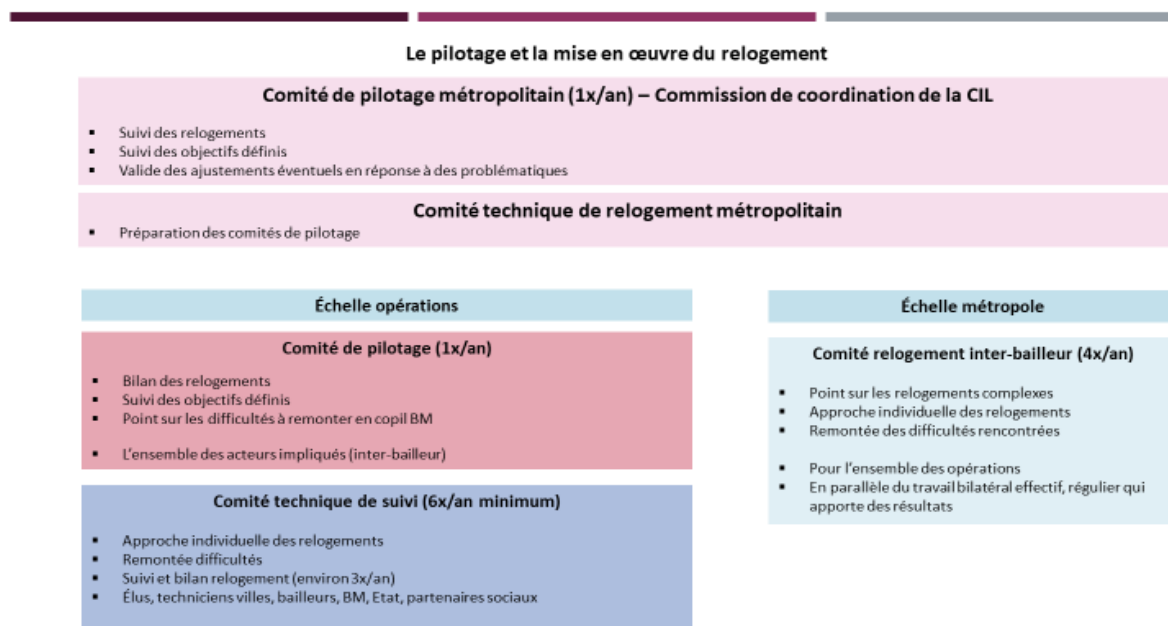 Le pilotage et la mise en œuvre du relogement
Comité de pilotage métropolitain (1x/an) – Commission de coordination de la CIL
▪ Suivi des relogements
▪ Suivi des objectifs définis
▪ Valide des ajustements éventuels en réponse à des problématiques
Comité technique de relogement métropolitain
▪ Préparation des comités de pilotage
Échelle opérations
Comité de pilotage (1x/an)
▪ Bilan des relogements
▪ Suivi des objectifs définis
▪ Point sur les difficultés à remonter en copil BM
▪ L'ensemble des acteurs impliqués (inter-bailleur)
Comité technique de suivi (6x/an minimum)
▪ Approche individuelle des relogements
▪ Remontée difficultés
▪ Suivi et bilan relogement (environ 3x/an)
▪ Élus, techniciens villes, bailleurs, BM, Etat, partenaires sociaux
Échelle métropole
Comité relogement inter-bailleur (4x/an)
▪ Point sur les relogements complexes
▪ Approche individuelle des relogements
▪ Remontée des difficultés rencontrées
▪ Pour l'ensemble des opérations
▪ En parallèle du travail bilatéral effectif, régulier qui
apporte des résultats